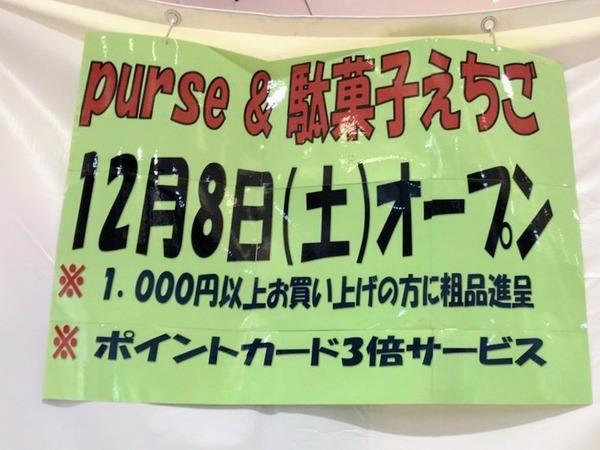 purse & 駄菓子えちご
12月8日(土)オープン
※ 1.000円以上お買い上げの方に粗品進呈
※ ポイントカード3倍サービス